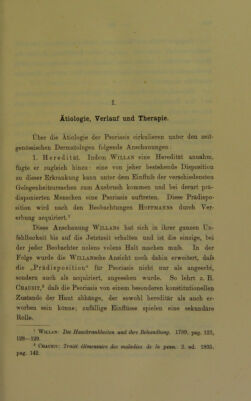 I.
Ätiologie, Verlauf und Therapie.
Über die Ätiologie der Psoriasis cirkulieren unter den zeit-
genössischen Dermatologen folgende Anschauungen:
1. Heredität. Indem Willan eine Heredität annahm,
fügte er zugleich hinzu: eine von jeher bestehende Disposition
zu dieser Erkrankung kann unter dem Einfluß der verschiedensten
Gelegenheitsursachen zum Ausbruch kommen und bei derart prä-
disponierten Menschen eine Psoriasis auftreten. Diese Prädispo-
sition wird nach den Beobachtungen Hoffmanns durch Ver-
erbung acquiriert.¹
Diese Anschauung Willans hat sich in ihrer ganzen Un-
fehlbarkeit bis auf die Jetztzeit erhalten und ist die einzige, bei
der jeder Beobachter nolens volens Halt machen muß. In der
Folge wurde die Willansche Ansicht noch dahin erweitert, daß
die „Prädisposition“ für Psoriasis nicht nur als angeerbt,
sondern auch als acquiriert, angesehen wurde. So lehrt z. B.
Chausit,² daß die Psoriasis von einem besonderen konstitutionellen
Zustande der Haut abhänge, der sowohl hereditär als auch er-
worben sein könne; zufällige Einflüsse spielen eine sekundäre
Rolle.
¹ Willan: Die Hautkrankheiten und ihre Behandlung. 1799. pag. 123,
128—129.
² Chausit: Traité élémentaire des maladies de la peau. 2. ed. 1853.
pag. 142.